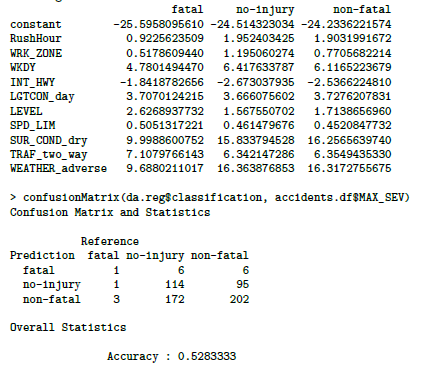 fatal no-injury non-fatal
constant -25.5958095610 -24.514323034 -24.2336221574
RushHour 0.9225623509 1.952403425 1.9031991672
WRK_ZONE 0.5178609440 1.195060274 0.7705682214
WKDY 4.7801494470 6.417633787 6.1165223679
INT_HWY -1.8418782656 -2.673037935 -2.5366224810
LGTCON_day 3.7070124215 3.666075602 3.7276207831
LEVEL 2.6268937732 1.567550702 1.7138656960
SPD_LIM 0.5051317221 0.461479676 0.4520847732
SUR_COND_dry 9.9988600752 15.833794528 16.2565639740
TRAF_two_way 7.1079766143 6.342147286 6.3549435330
WEATHER_adverse 9.6880211017 16.363876853 16.3172755675
> confusionMatrix(da.reg$classification, accidents.df$MAX_SEV)
Confusion Matrix and Statistics
Reference
Prediction fatal no-injury non-fatal
fatal 1 6 6
no-injury 1 114 95
non-fatal 3 172 202
Overall Statistics
Accuracy : 0.5283333